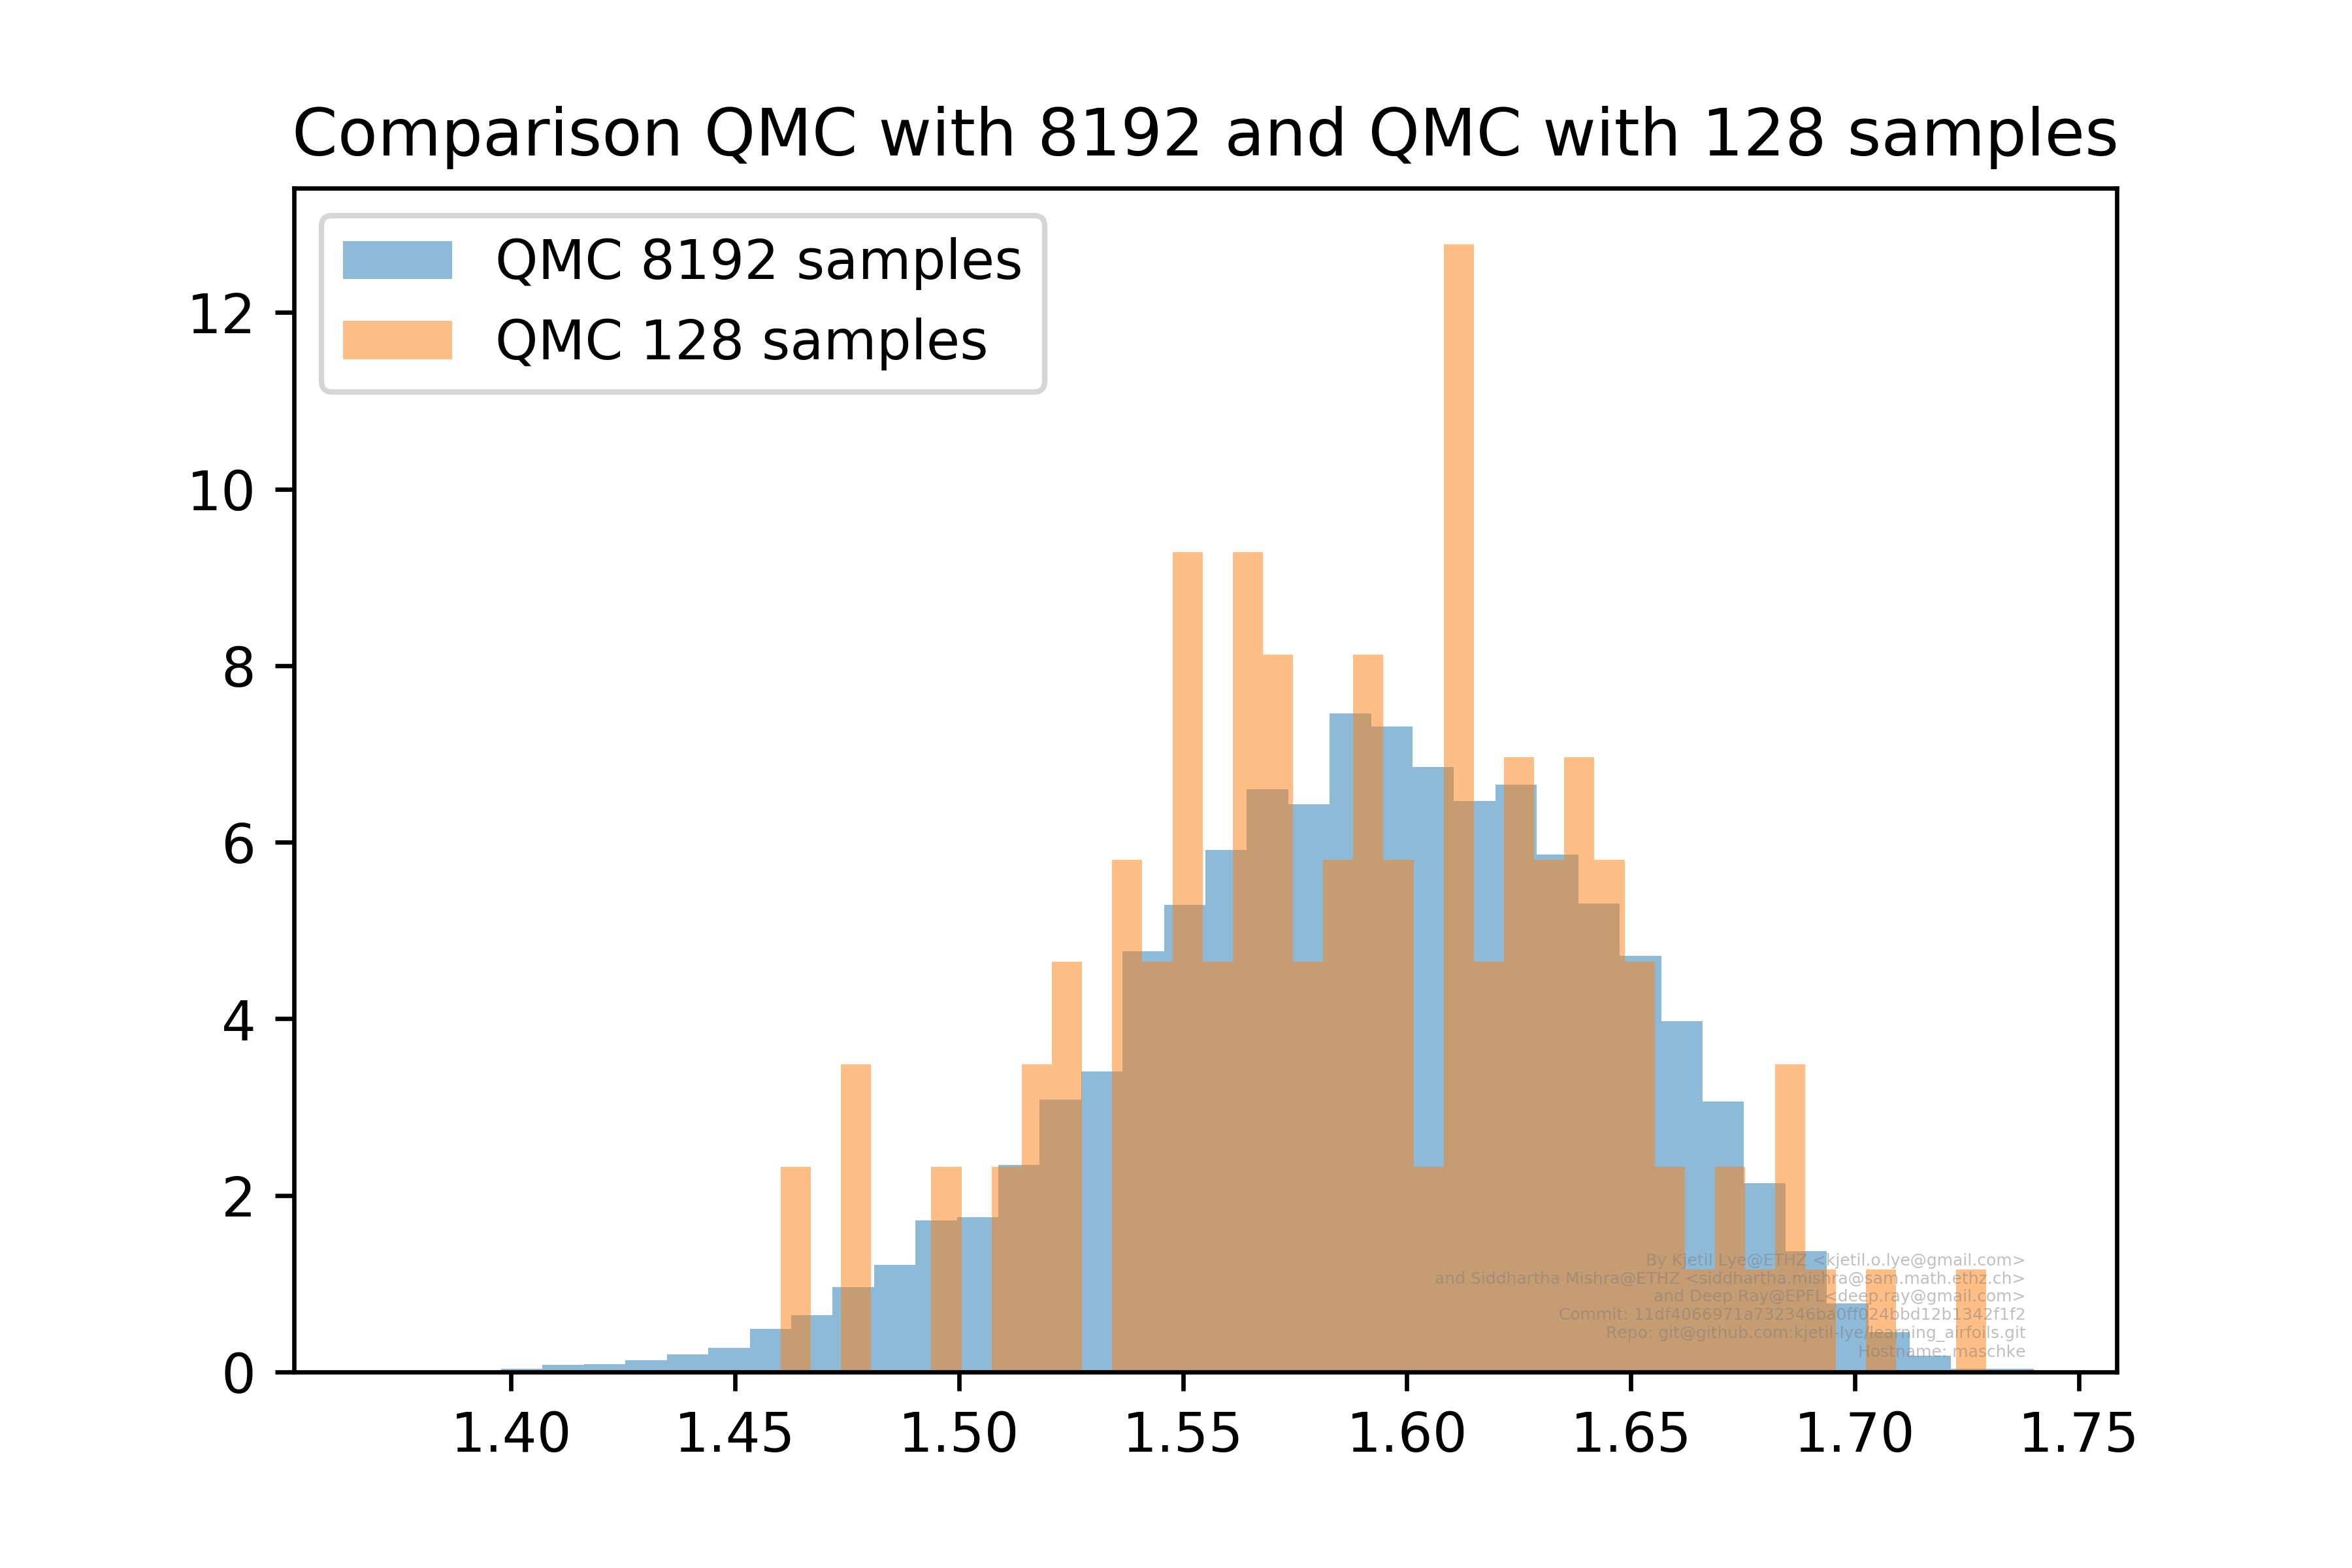 Comparison QMC with 8192 and QMC with 128 samples
QMC 8192 samples
QMC 128 samples
12
10
8
6
4
2
0
By Kjetil Lye@ETHZ <kjetil.o.lye@gmail.com>
and Siddhartha Mishra@ETHZ <siddhartha.mishra@sam.math.ethz.ch>
and Deep Ray@EPFL<deep.ray@gmail.com>
Commit: 11df4066971a732346ba0ff024bbd12b1342f1f2
Repo: git@github.com:kjetil-lye/learning_airfoils.git
Hostname: maschke
1.40 1.45 1.50 1.55 1.60 1.65 1.70 1.75